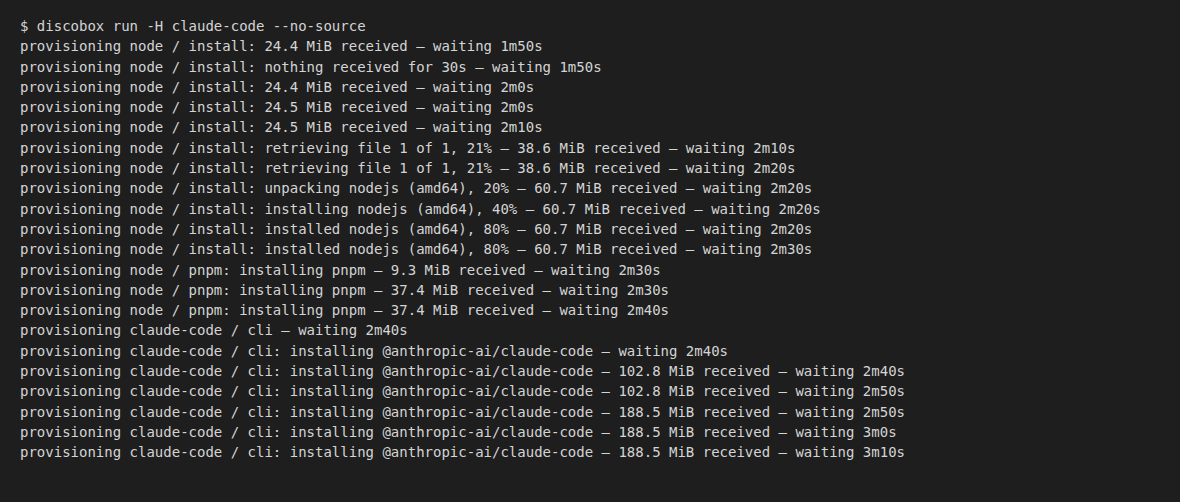 $ discobox run -H claude-code --no-source
provisioning node / install: 24.4 MiB received — waiting 1m50s
provisioning node / install: nothing received for 30s — waiting 1m50s
provisioning node / install: 24.4 MiB received — waiting 2m0s
provisioning node / install: 24.5 MiB received — waiting 2m0s
provisioning node / install: 24.5 MiB received — waiting 2m10s
provisioning node / install: retrieving file 1 of 1, 21% — 38.6 MiB received — waiting 2m10s
provisioning node / install: retrieving file 1 of 1, 21% — 38.6 MiB received — waiting 2m20s
provisioning node / install: unpacking nodejs (amd64), 20% — 60.7 MiB received — waiting 2m20s
provisioning node / install: installing nodejs (amd64), 40% — 60.7 MiB received — waiting 2m20s
provisioning node / install: installed nodejs (amd64), 80% — 60.7 MiB received — waiting 2m20s
provisioning node / install: installed nodejs (amd64), 80% — 60.7 MiB received — waiting 2m30s
provisioning node / pnpm: installing pnpm — 9.3 MiB received — waiting 2m30s
provisioning node / pnpm: installing pnpm — 37.4 MiB received — waiting 2m30s
provisioning node / pnpm: installing pnpm — 37.4 MiB received — waiting 2m40s
provisioning claude-code / cli — waiting 2m40s
provisioning claude-code / cli: installing @anthropic-ai/claude-code — waiting 2m40s
provisioning claude-code / cli: installing @anthropic-ai/claude-code — 102.8 MiB received — waiting 2m40s
provisioning claude-code / cli: installing @anthropic-ai/claude-code — 102.8 MiB received — waiting 2m50s
provisioning claude-code / cli: installing @anthropic-ai/claude-code — 188.5 MiB received — waiting 2m50s
provisioning claude-code / cli: installing @anthropic-ai/claude-code — 188.5 MiB received — waiting 3m0s
provisioning claude-code / cli: installing @anthropic-ai/claude-code — 188.5 MiB received — waiting 3m10s